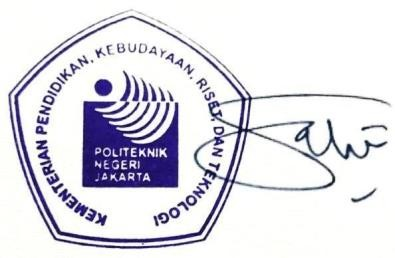 KEMENTERIAN PENDIDIKAN, KEBUDAYAAN, RISET, DAN TEKNOLOGI
POLITEKNIK
NEGERI
JAKARTA